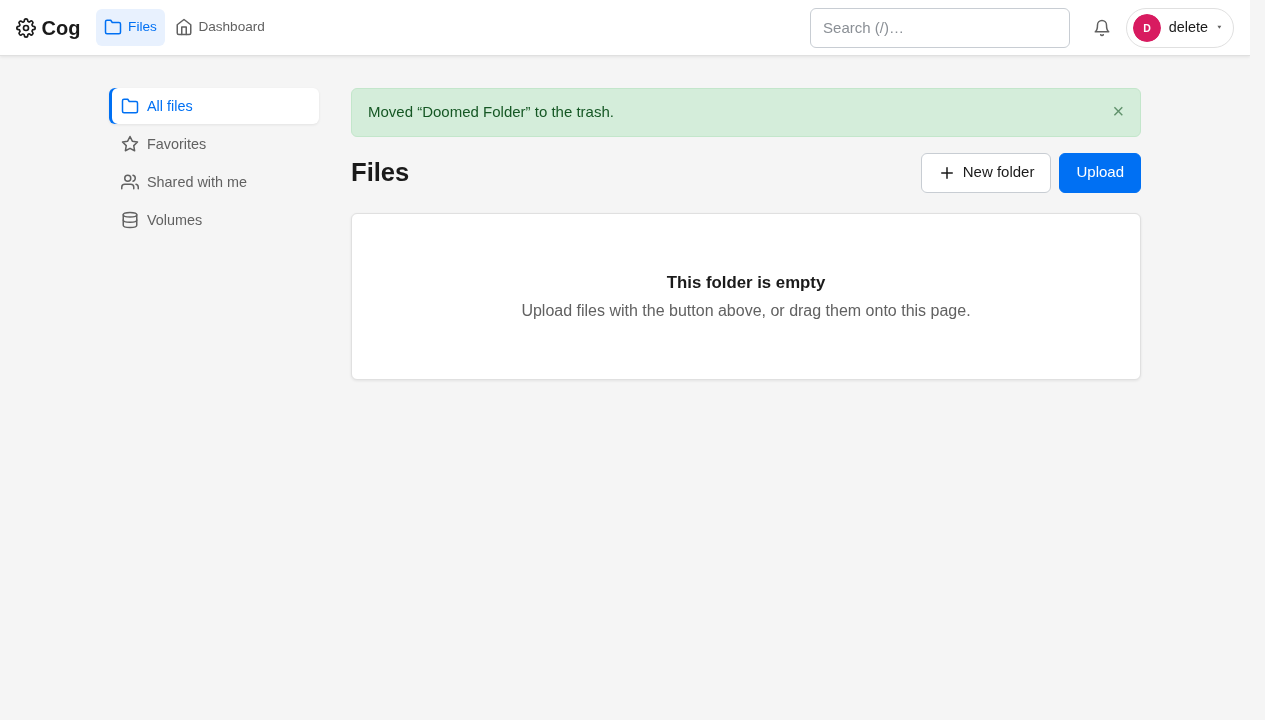 Cog
Files
Dashboard
Search (/)…
D
delete
All files
Favorites
Shared with me
Volumes
Moved “Doomed Folder” to the trash.
Files
New folder
Upload
This folder is empty
Upload files with the button above, or drag them onto this page.